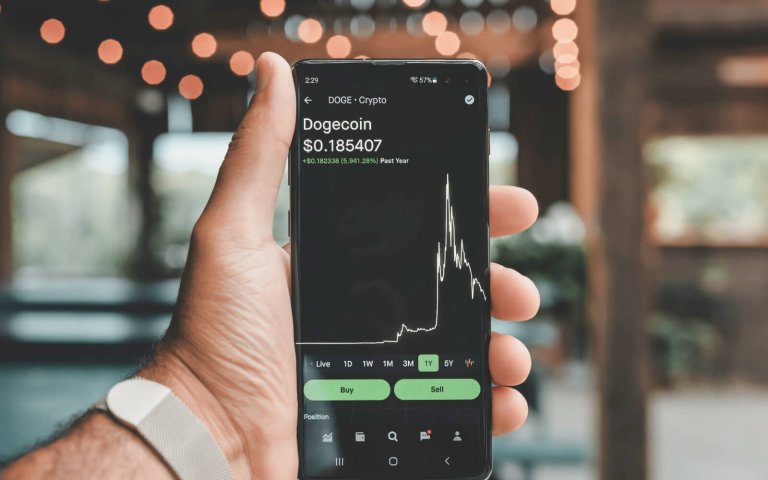 2:29 57%
DOGE • Crypto
Dogecoin
$0.185407
+$0.182338 (5,941.28%) Past Year
Live 1D 1W 1M 3M 1Y 5Y
Buy Sell
Position